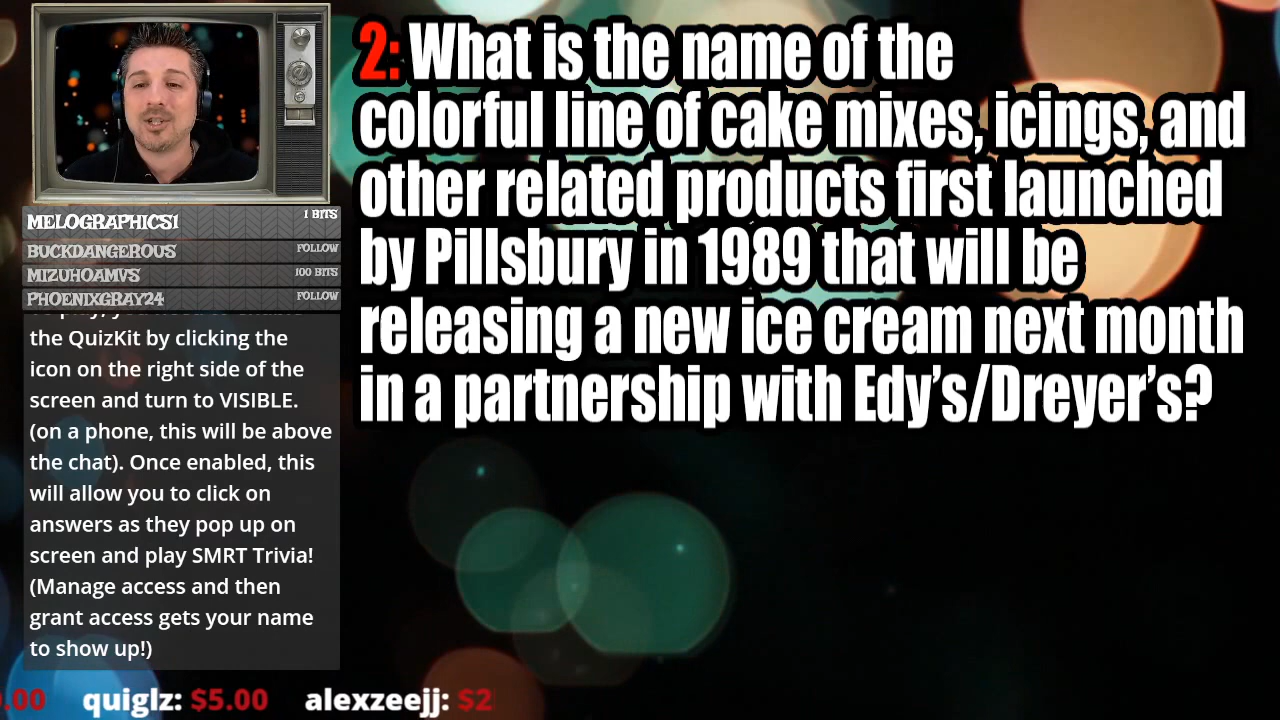 2: What is the name of the
colorful line of cake mixes, icings, and
other related products first launched
by Pillsbury in 1989 that will be
releasing a new ice cream next month
in a partnership with Edy’s/Dreyer’s?
MELOGRAPHICS1 1 BITS
BUCKDANGEROUS FOLLOW
MIZUHOAMVS 100 BITS
PHOENIXGRAY24 FOLLOW
the QuizKit by clicking the
icon on the right side of the
screen and turn to VISIBLE.
(on a phone, this will be above
the chat). Once enabled, this
will allow you to click on
answers as they pop up on
screen and play SMRT Trivia!
(Manage access and then
grant access gets your name
to show up!)
.00 quiglz: $5.00 alexzeejj: $2